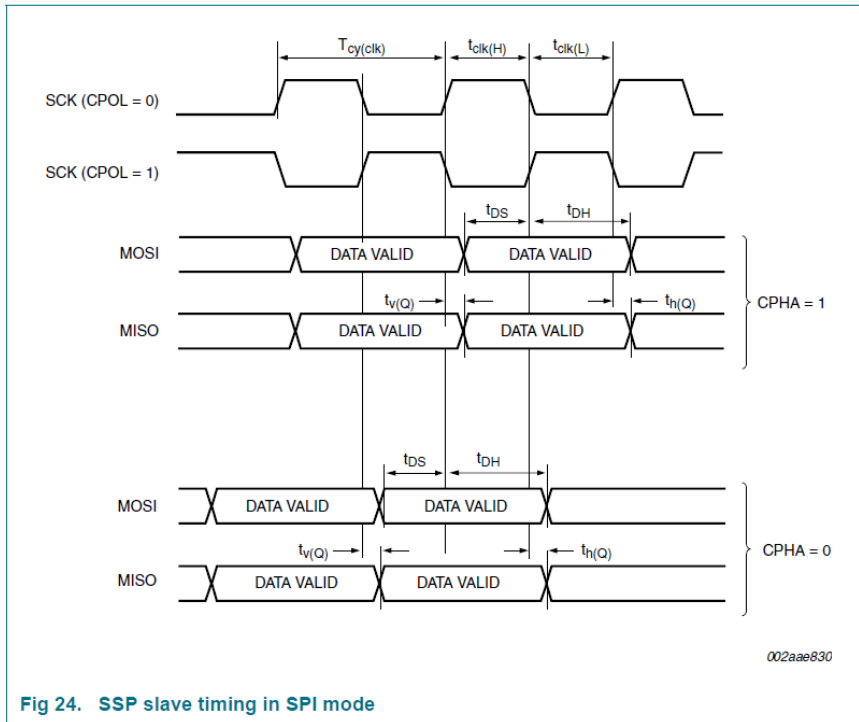 Tcy(clk) tclk(H) tclk(L)
SCK (CPOL = 0)
SCK (CPOL = 1)
tDS tDH
MOSI DATA VALID DATA VALID
tv(Q) th(Q)
CPHA = 1
MISO DATA VALID DATA VALID
tDS tDH
MOSI DATA VALID DATA VALID
tv(Q) th(Q)
CPHA = 0
MISO DATA VALID DATA VALID
002aae830
Fig 24. SSP slave timing in SPI mode